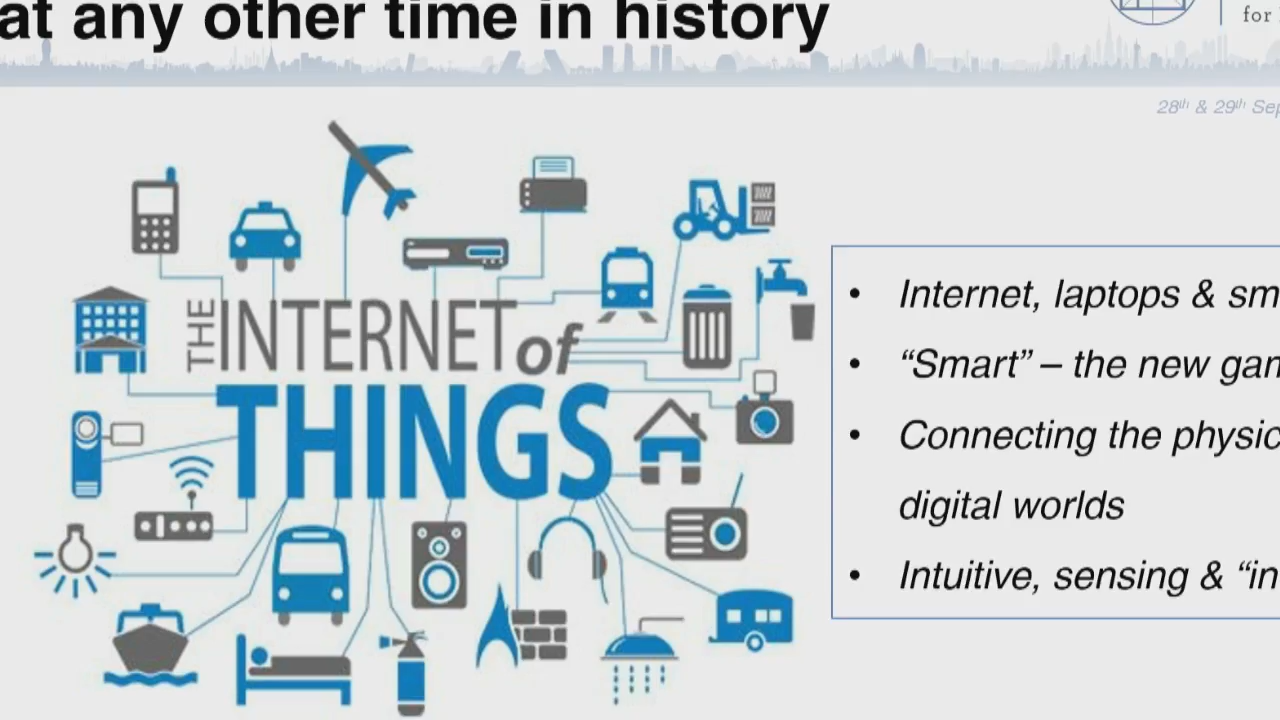 at any other time in history
for
28th & 29th Sep
THE INTERNET of
THINGS
• Internet, laptops & sm
• “Smart” – the new gam
• Connecting the physic
digital worlds
• Intuitive, sensing & “in